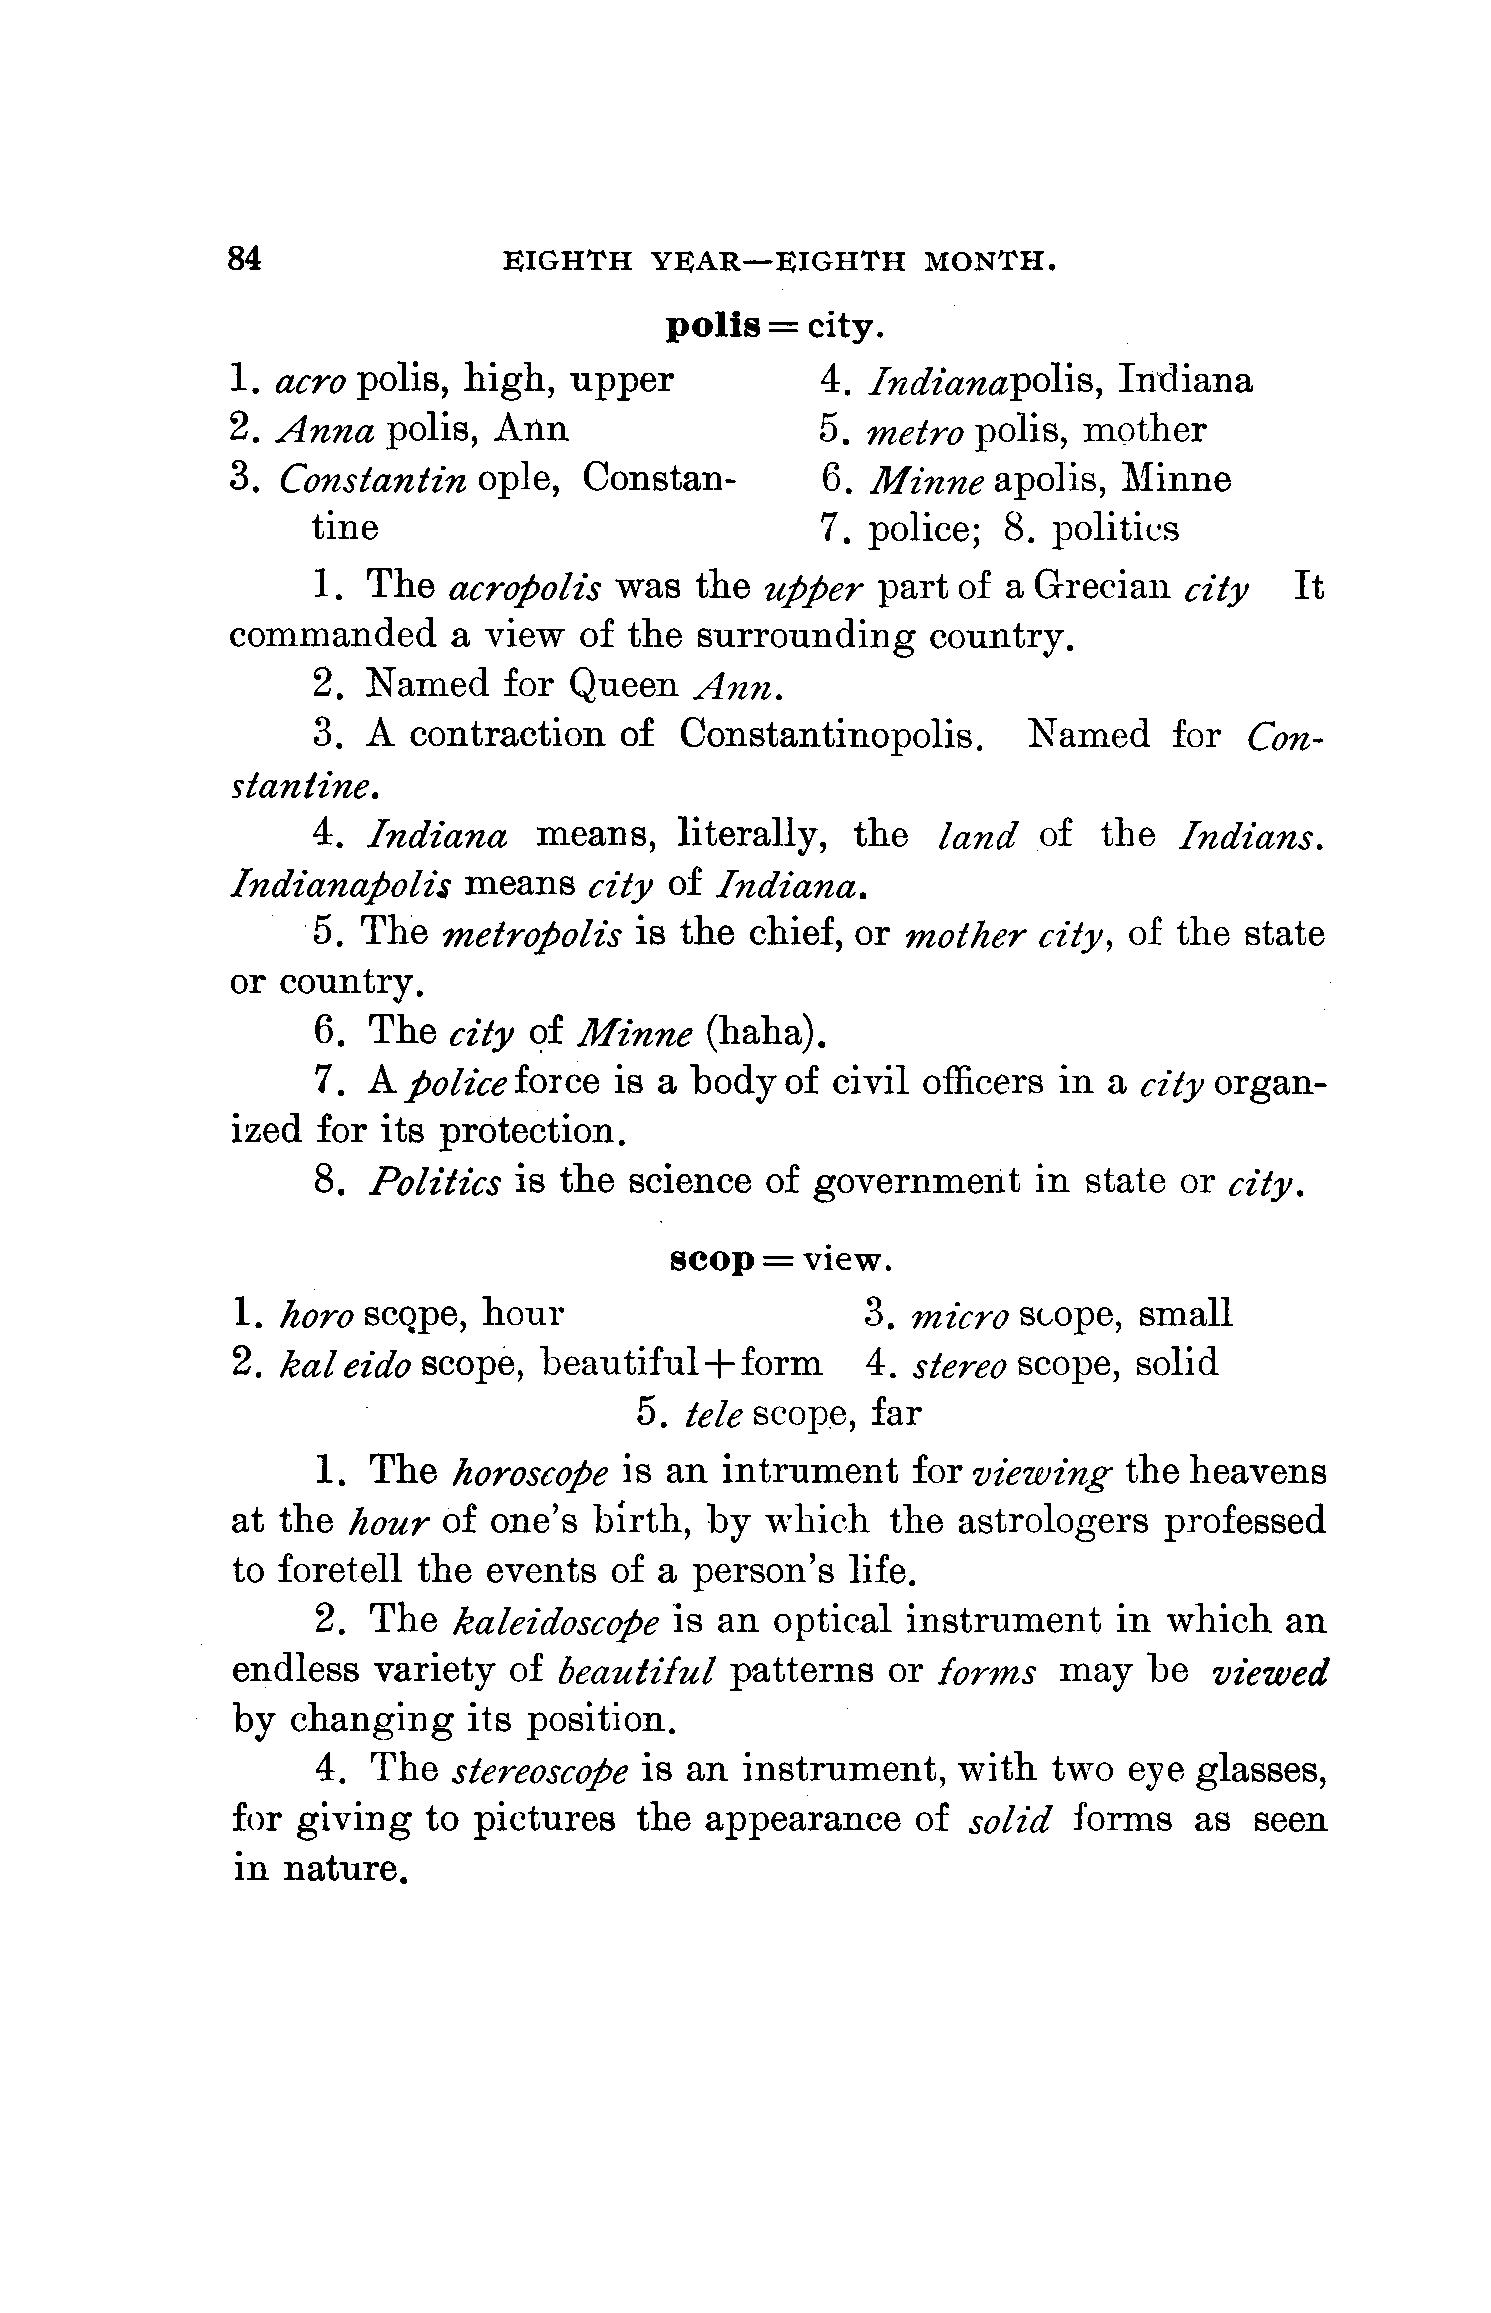 84 EIGHTH YEAR—EIGHTH MONTH.
polis = city.
1. acro polis, high, upper
2. Anna polis, Ann
3. Constantin ople, Constan-
tine
4. Indianapolis, Indiana
5. metro polis, mother
6. Minne apolis, Minne
7. police; 8. politics
1. The acropolis was the upper part of a Grecian city It
commanded a view of the surrounding country.
2. Named for Queen Ann.
3. A contraction of Constantinopolis. Named for Con-
stantine.
4. Indiana means, literally, the land of the Indians.
Indianapolis means city of Indiana.
5. The metropolis is the chief, or mother city, of the state
or country.
6. The city of Minne (haha).
7. A police force is a body of civil officers in a city organ-
ized for its protection.
8. Politics is the science of government in state or city.
scop = view.
1. horo scope, hour
2. kal eido scope, beautiful+form
3. micro scope, small
4. stereo scope, solid
5. tele scope, far
1. The horoscope is an intrument for viewing the heavens
at the hour of one's birth, by which the astrologers professed
to foretell the events of a person's life.
2. The kaleidoscope is an optical instrument in which an
endless variety of beautiful patterns or forms may be viewed
by changing its position.
4. The stereoscope is an instrument, with two eye glasses,
for giving to pictures the appearance of solid forms as seen
in nature.